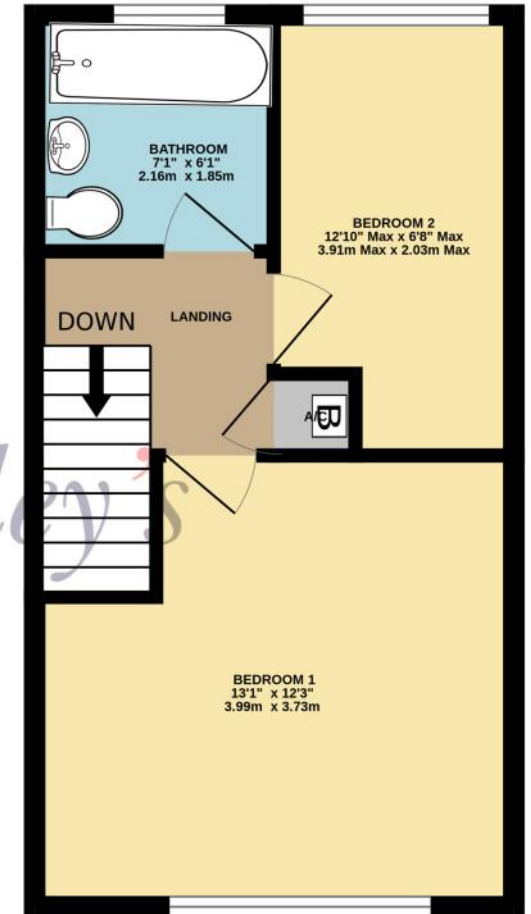 BATHROOM
7'1" x 6'1"
2.16m x 1.85m
BEDROOM 2
12'10" Max x 6'8" Max
3.91m Max x 2.03m Max
DOWN
LANDING
A/C
B
ley's
BEDROOM 1
13'1" x 12'3"
3.99m x 3.73m